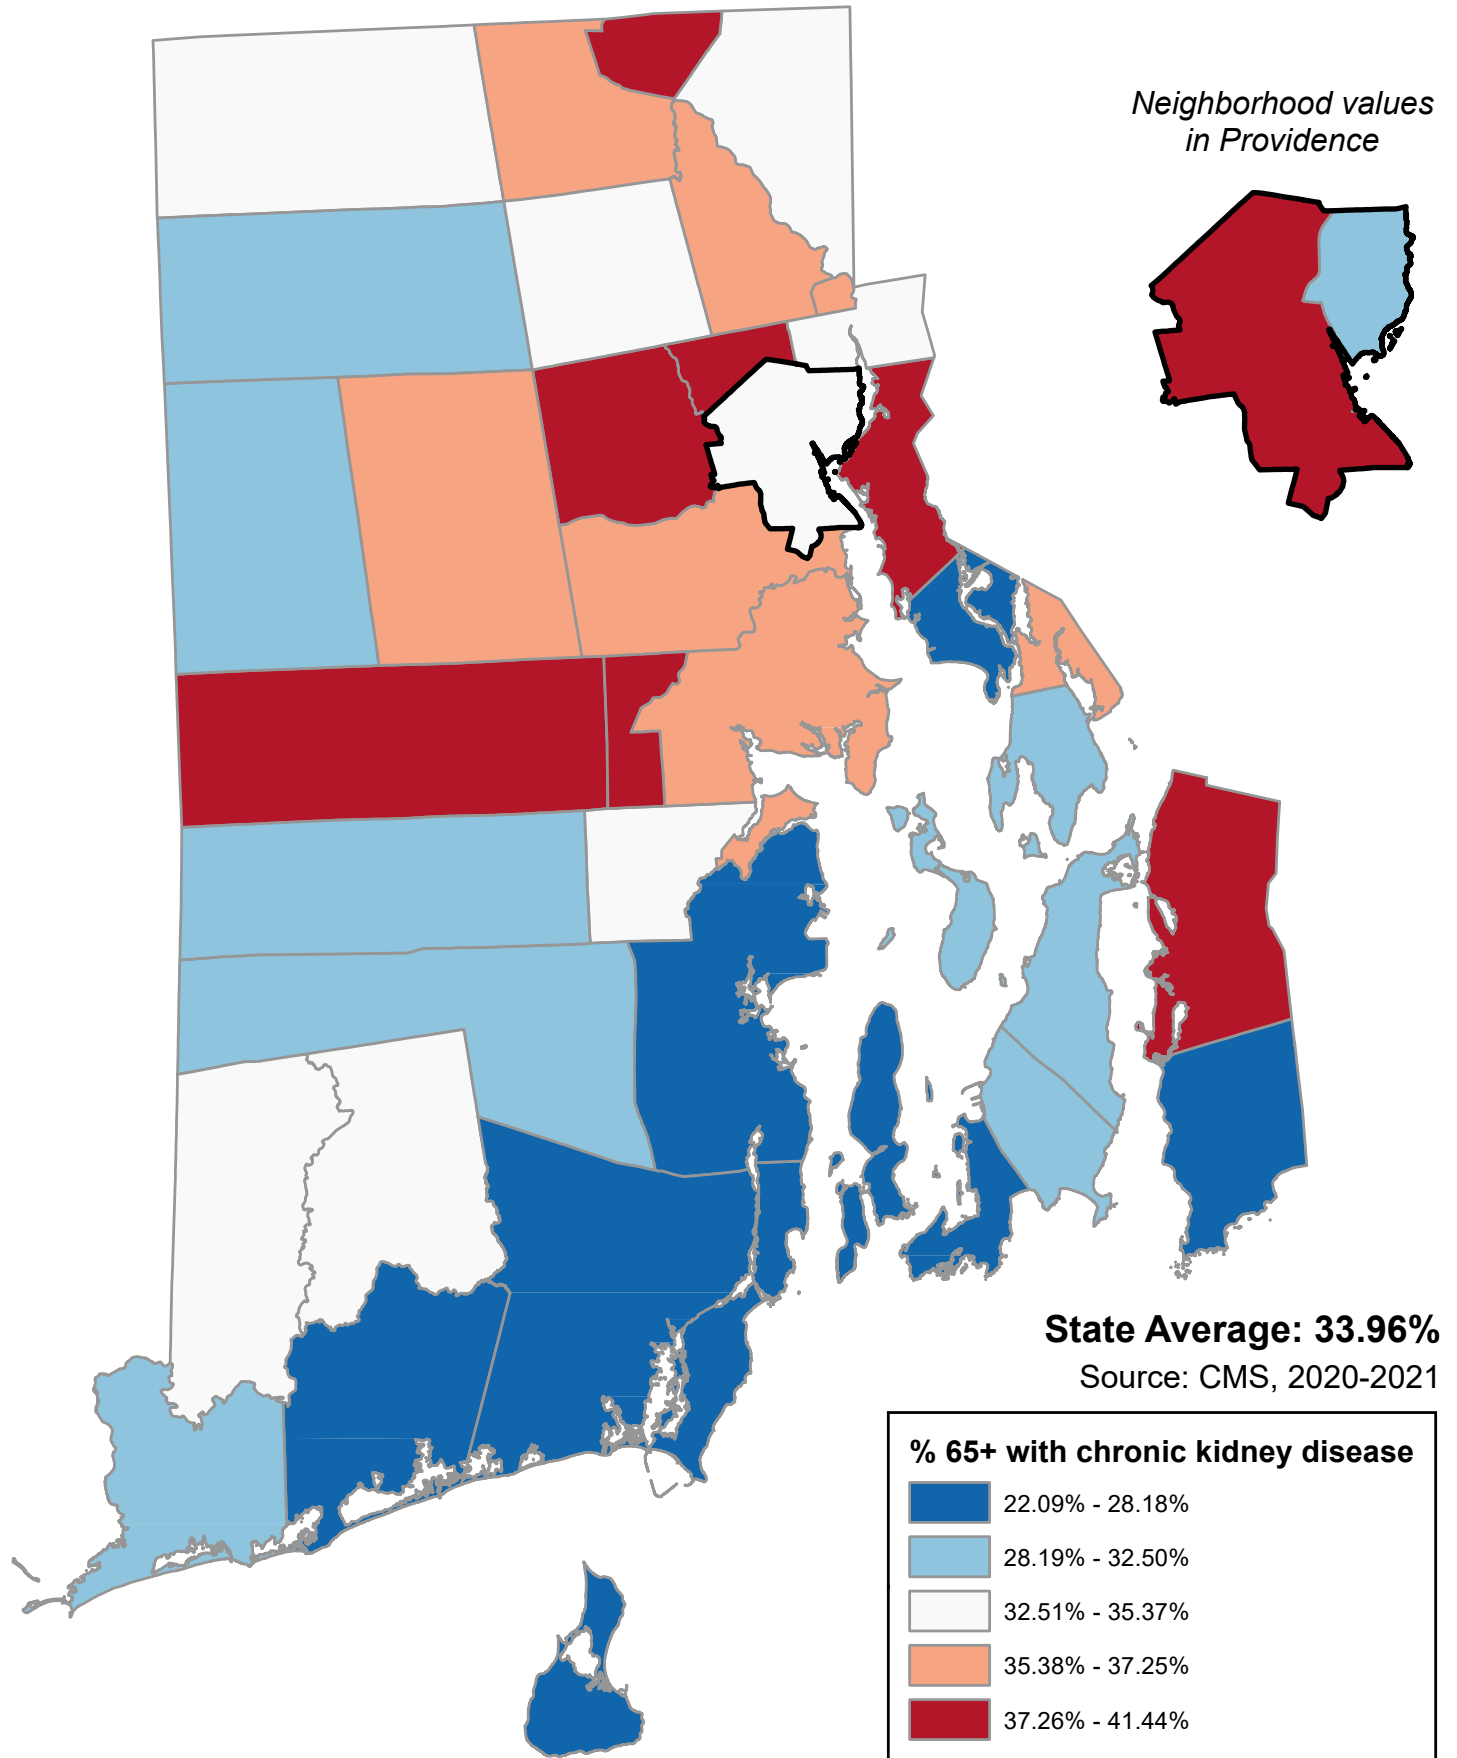 Neighborhood values
in Providence
State Average: 33.96%
Source: CMS, 2020-2021
% 65+ with chronic kidney disease
22.09% - 28.18%
28.19% - 32.50%
32.51% - 35.37%
35.38% - 37.25%
37.26% - 41.44%